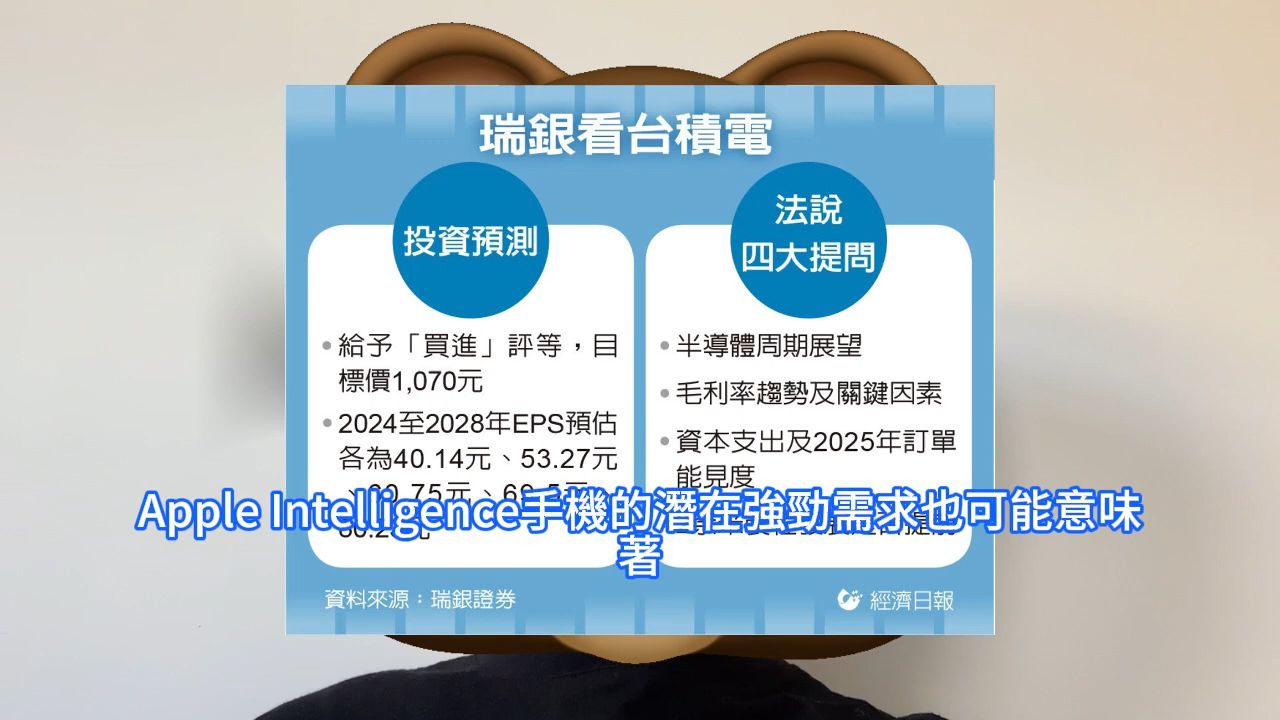 瑞銀看台積電
投資預測
• 給予「買進」評等，目
標價1,070元
• 2024至2028年EPS預估
各為40.14元、53.27元
法說
四大提問
• 半導體周期展望
• 毛利率趨勢及關鍵因素
• 資本支出及2025年訂單
能見度
Apple Intelligence手機的潛在強勁需求也可能意味
著
資料來源：瑞銀證券
經濟日報